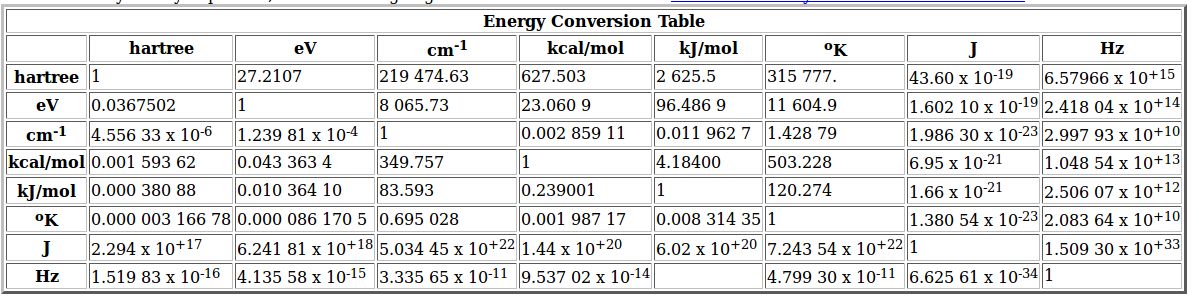 Energy Conversion Table
hartree eV cm-1 kcal/mol kJ/mol oK J Hz
hartree 1 27.2107 219 474.63 627.503 2 625.5 315 777. 43.60 x 10-19 6.57966 x 10+15
eV 0.0367502 1 8 065.73 23.060 9 96.486 9 11 604.9 1.602 10 x 10-19 2.418 04 x 10+14
cm-1 4.556 33 x 10-6 1.239 81 x 10-4 1 0.002 859 11 0.011 962 7 1.428 79 1.986 30 x 10-23 2.997 93 x 10+10
kcal/mol 0.001 593 62 0.043 363 4 349.757 1 4.18400 503.228 6.95 x 10-21 1.048 54 x 10+13
kJ/mol 0.000 380 88 0.010 364 10 83.593 0.239001 1 120.274 1.66 x 10-21 2.506 07 x 10+12
oK 0.000 003 166 78 0.000 086 170 5 0.695 028 0.001 987 17 0.008 314 35 1 1.380 54 x 10-23 2.083 64 x 10+10
J 2.294 x 10+17 6.241 81 x 10+18 5.034 45 x 10+22 1.44 x 10+20 6.02 x 10+20 7.243 54 x 10+22 1 1.509 30 x 10+33
Hz 1.519 83 x 10-16 4.135 58 x 10-15 3.335 65 x 10-11 9.537 02 x 10-14 4.799 30 x 10-11 6.625 61 x 10-34 1